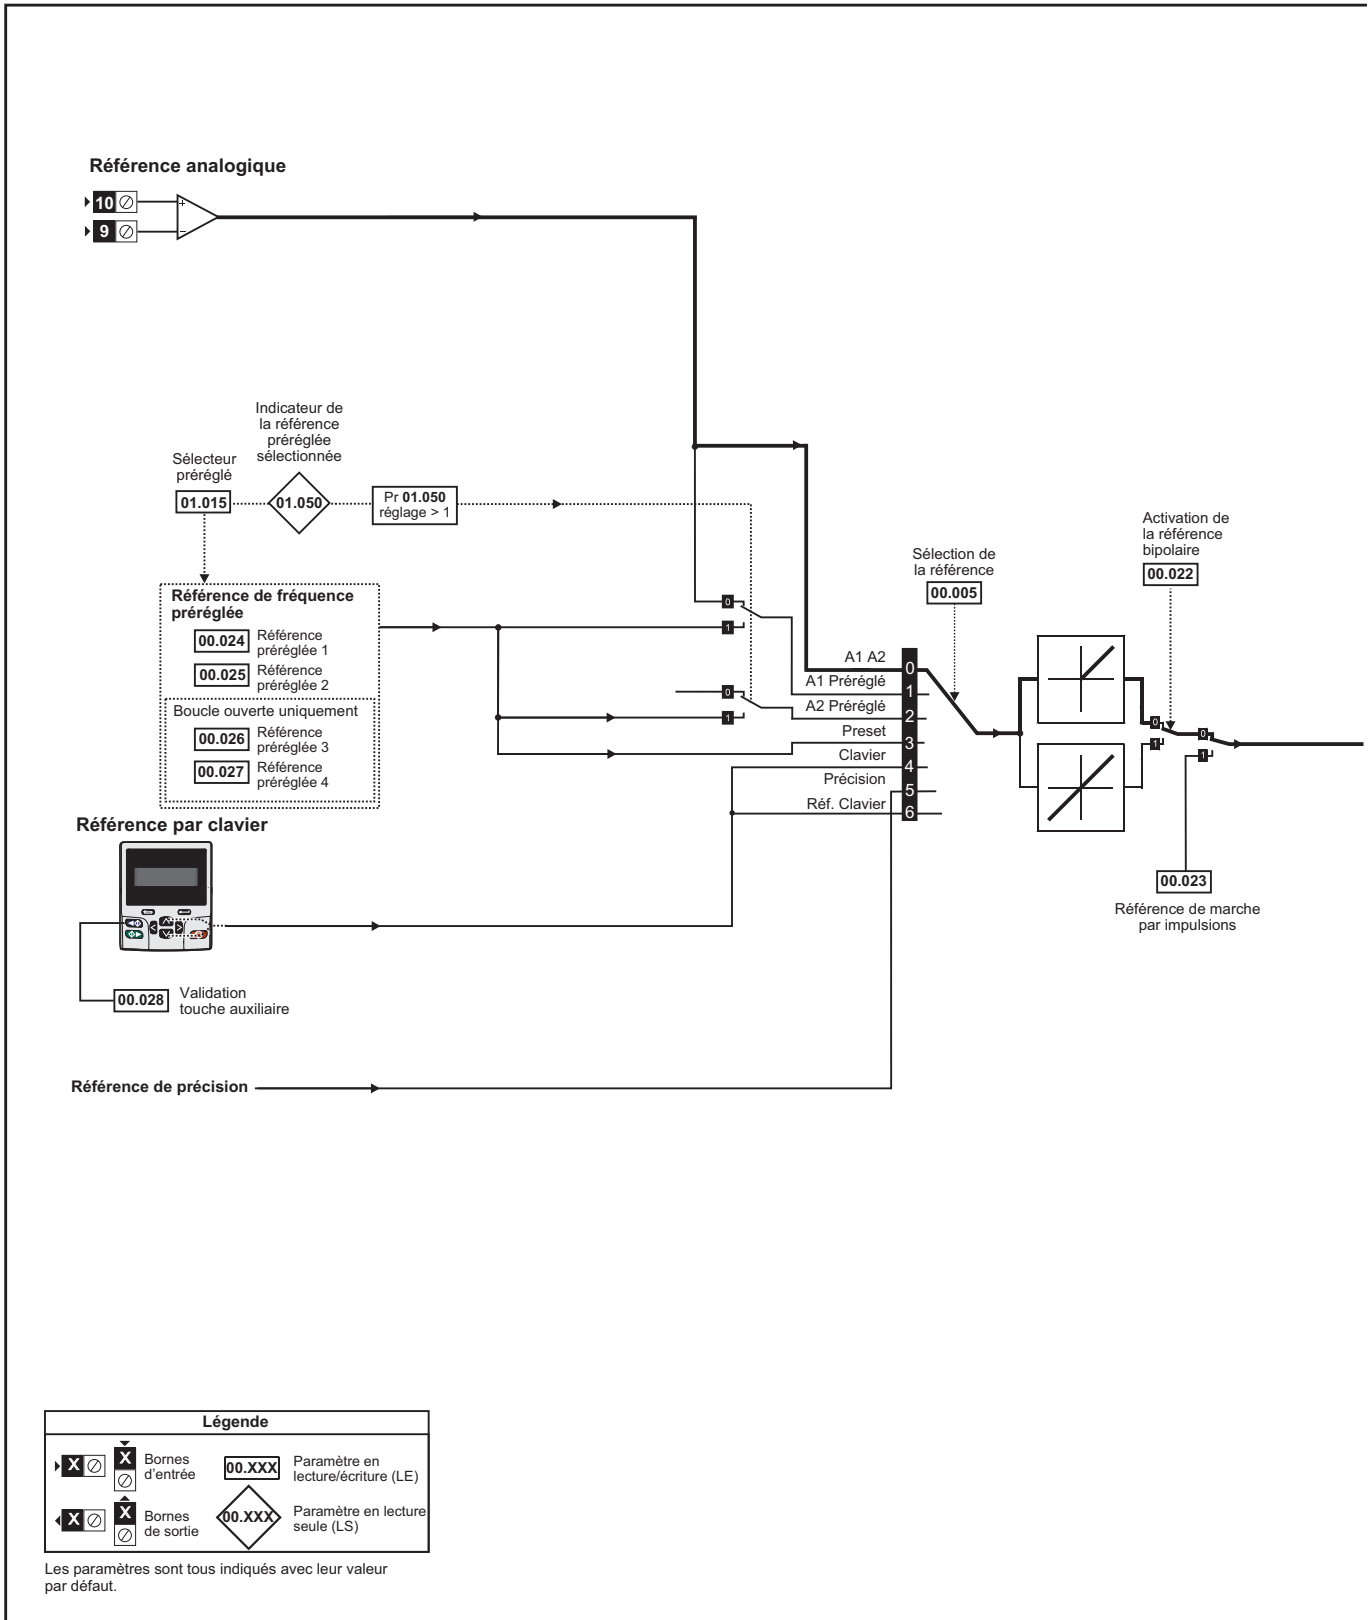 Référence analogique
10
+
9
–
Indicateur de
la référence
préréglée
sélectionnée
Sélecteur
préréglé
01.015
01.050
Pr 01.050
réglage > 1
Référence de fréquence
préréglée
00.024
Référence
préréglée 1
00.025
Référence
préréglée 2
Boucle ouverte uniquement
00.026
Référence
préréglée 3
00.027
Référence
préréglée 4
0
1
0
1
A1 A2
0
A1 Préréglé
1
A2 Préréglé
2
Preset
3
Clavier
4
Précision
5
Réf. Clavier
6
Sélection de
la référence
00.005
Activation de
la référence
bipolaire
00.022
0
1
0
1
00.023
Référence de marche
par impulsions
Référence par clavier
00.028
Validation
touche auxiliaire
Référence de précision
Légende
X
X
Bornes
d'entrée
00.XXX
Paramètre en
lecture/écriture (LE)
X
X
Bornes
de sortie
00.XXX
Paramètre en lecture
seule (LS)
Les paramètres sont tous indiqués avec leur valeur
par défaut.